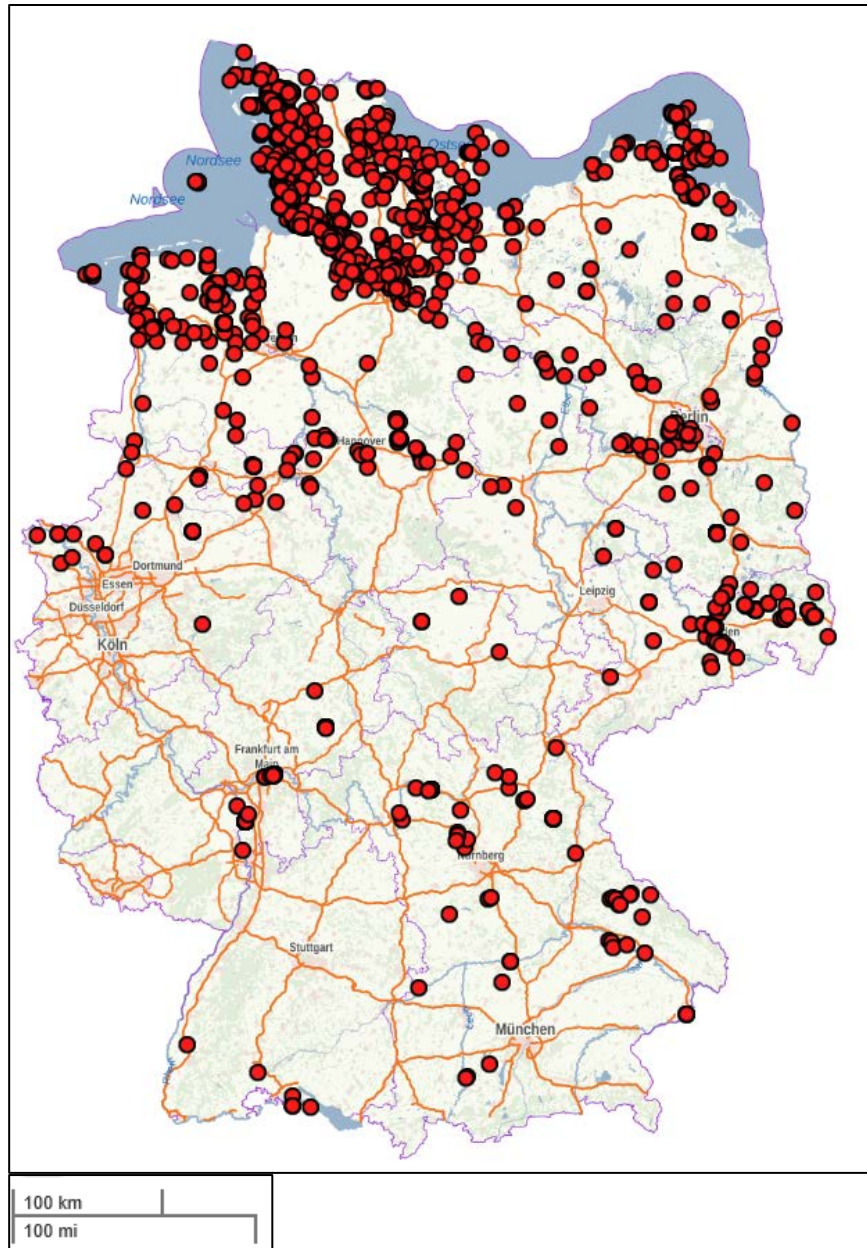 Nordsee
Nordsee
Hannover
Berlin
Dortmund
Essen
Düsseldorf
Köln
Leipzig
Frankfurt am
Main
Nürnberg
Stuttgart
München
100 km
100 mi